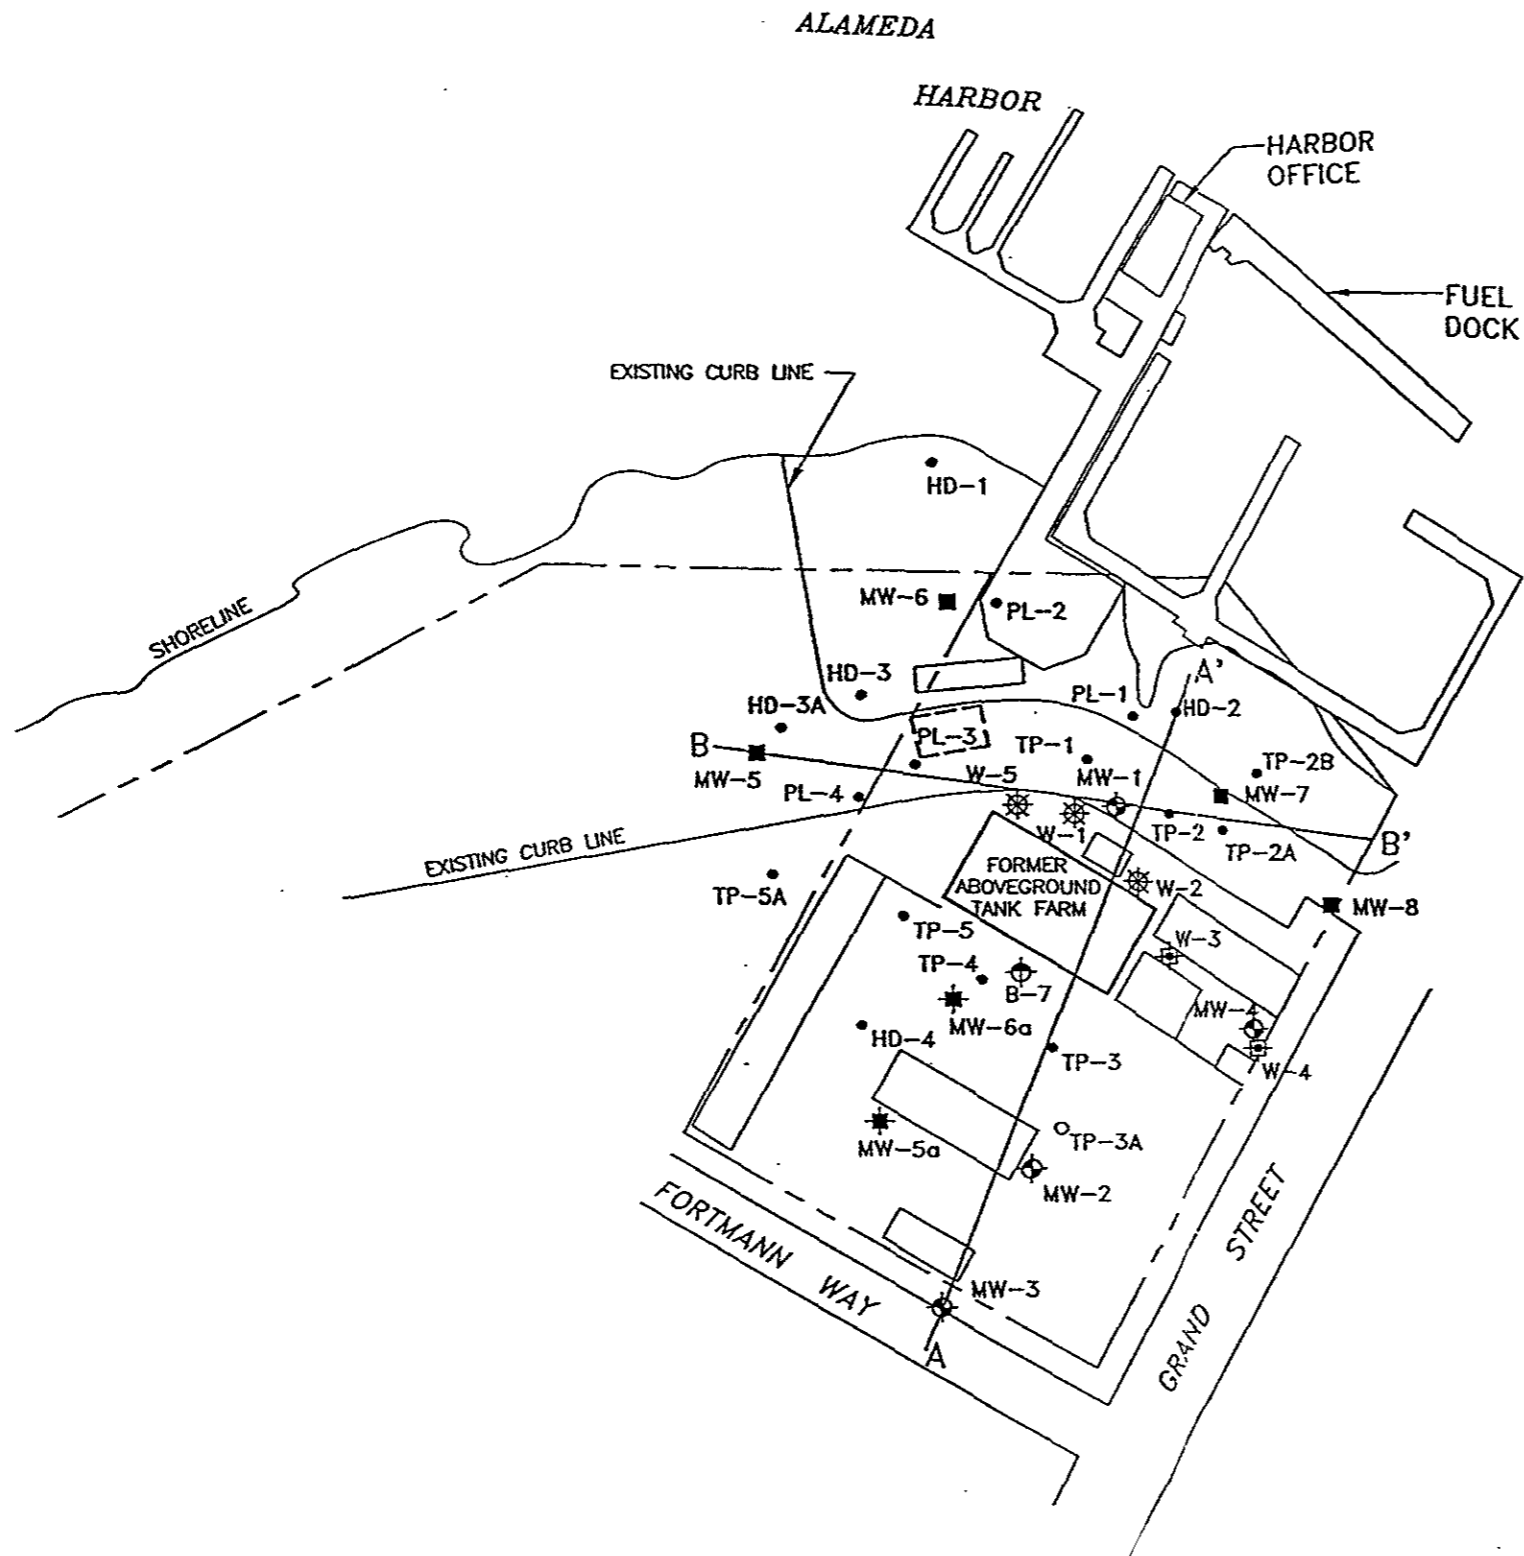 ALAMEDA
HARBOR
HARBOR
OFFICE
FUEL
DOCK
EXISTING CURB LINE
HD-1
SHORELINE
MW-6
PL-2
HD-3
A'
HD-3A
PL-1
HD-2
B
PL-3
TP-1
TP-2B
MW-5
W-5
MW-1
MW-7
PL-4
W-1
TP-2
B'
TP-2A
EXISTING CURB LINE
FORMER
ABOVEGROUND
TANK FARM
W-2
TP-5A
MW-8
TP-5
W-3
TP-4
B-7
MW-4
MW-6a
HD-4
TP-3
W-4
MW-5a
TP-3A
MW-2
FORTMANN WAY
GRAND STREET
MW-3
A